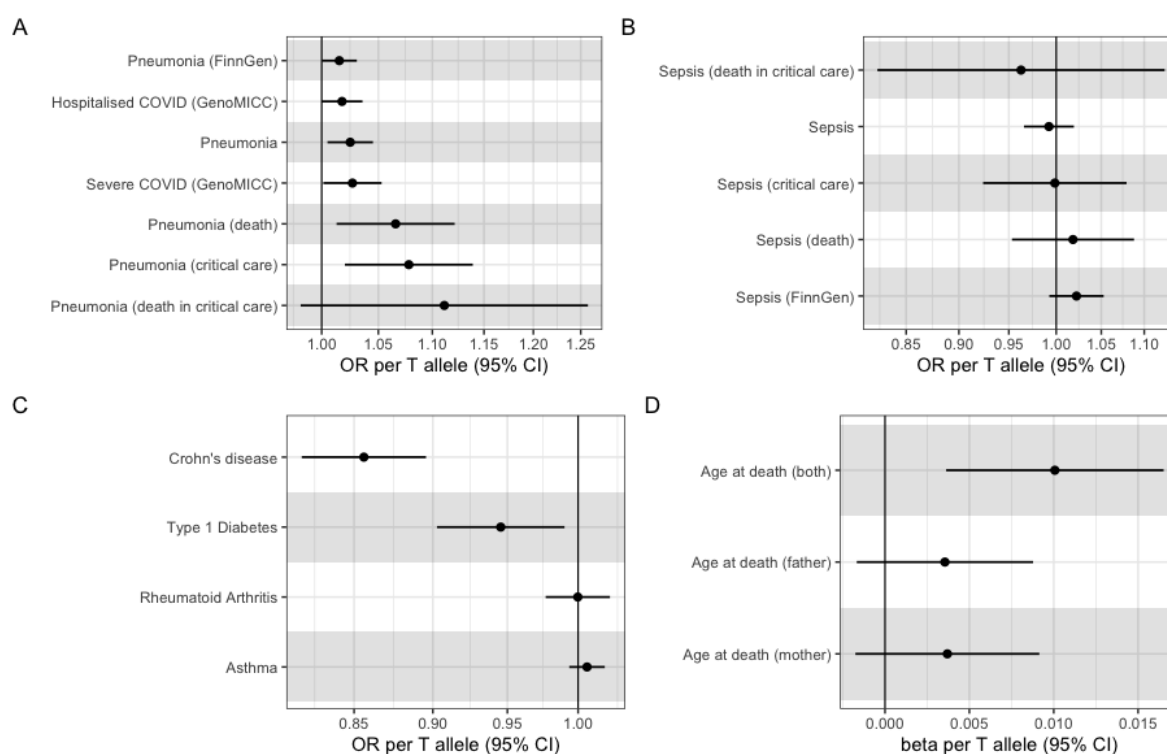 A
Pneumonia (FinnGen)
Hospitalised COVID (GenoMICC)
Pneumonia
Severe COVID (GenoMICC)
Pneumonia (death)
Pneumonia (critical care)
Pneumonia (death in critical care)
1.00 1.05 1.10 1.15 1.20 1.25
OR per T allele (95% CI)
B
Sepsis (death in critical care)
Sepsis
Sepsis (critical care)
Sepsis (death)
Sepsis (FinnGen)
0.85 0.90 0.95 1.00 1.05 1.10
OR per T allele (95% CI)
C
Crohn's disease
Type 1 Diabetes
Rheumatoid Arthritis
Asthma
0.85 0.90 0.95 1.00
OR per T allele (95% CI)
D
Age at death (both)
Age at death (father)
Age at death (mother)
0.000 0.005 0.010 0.015
beta per T allele (95% CI)